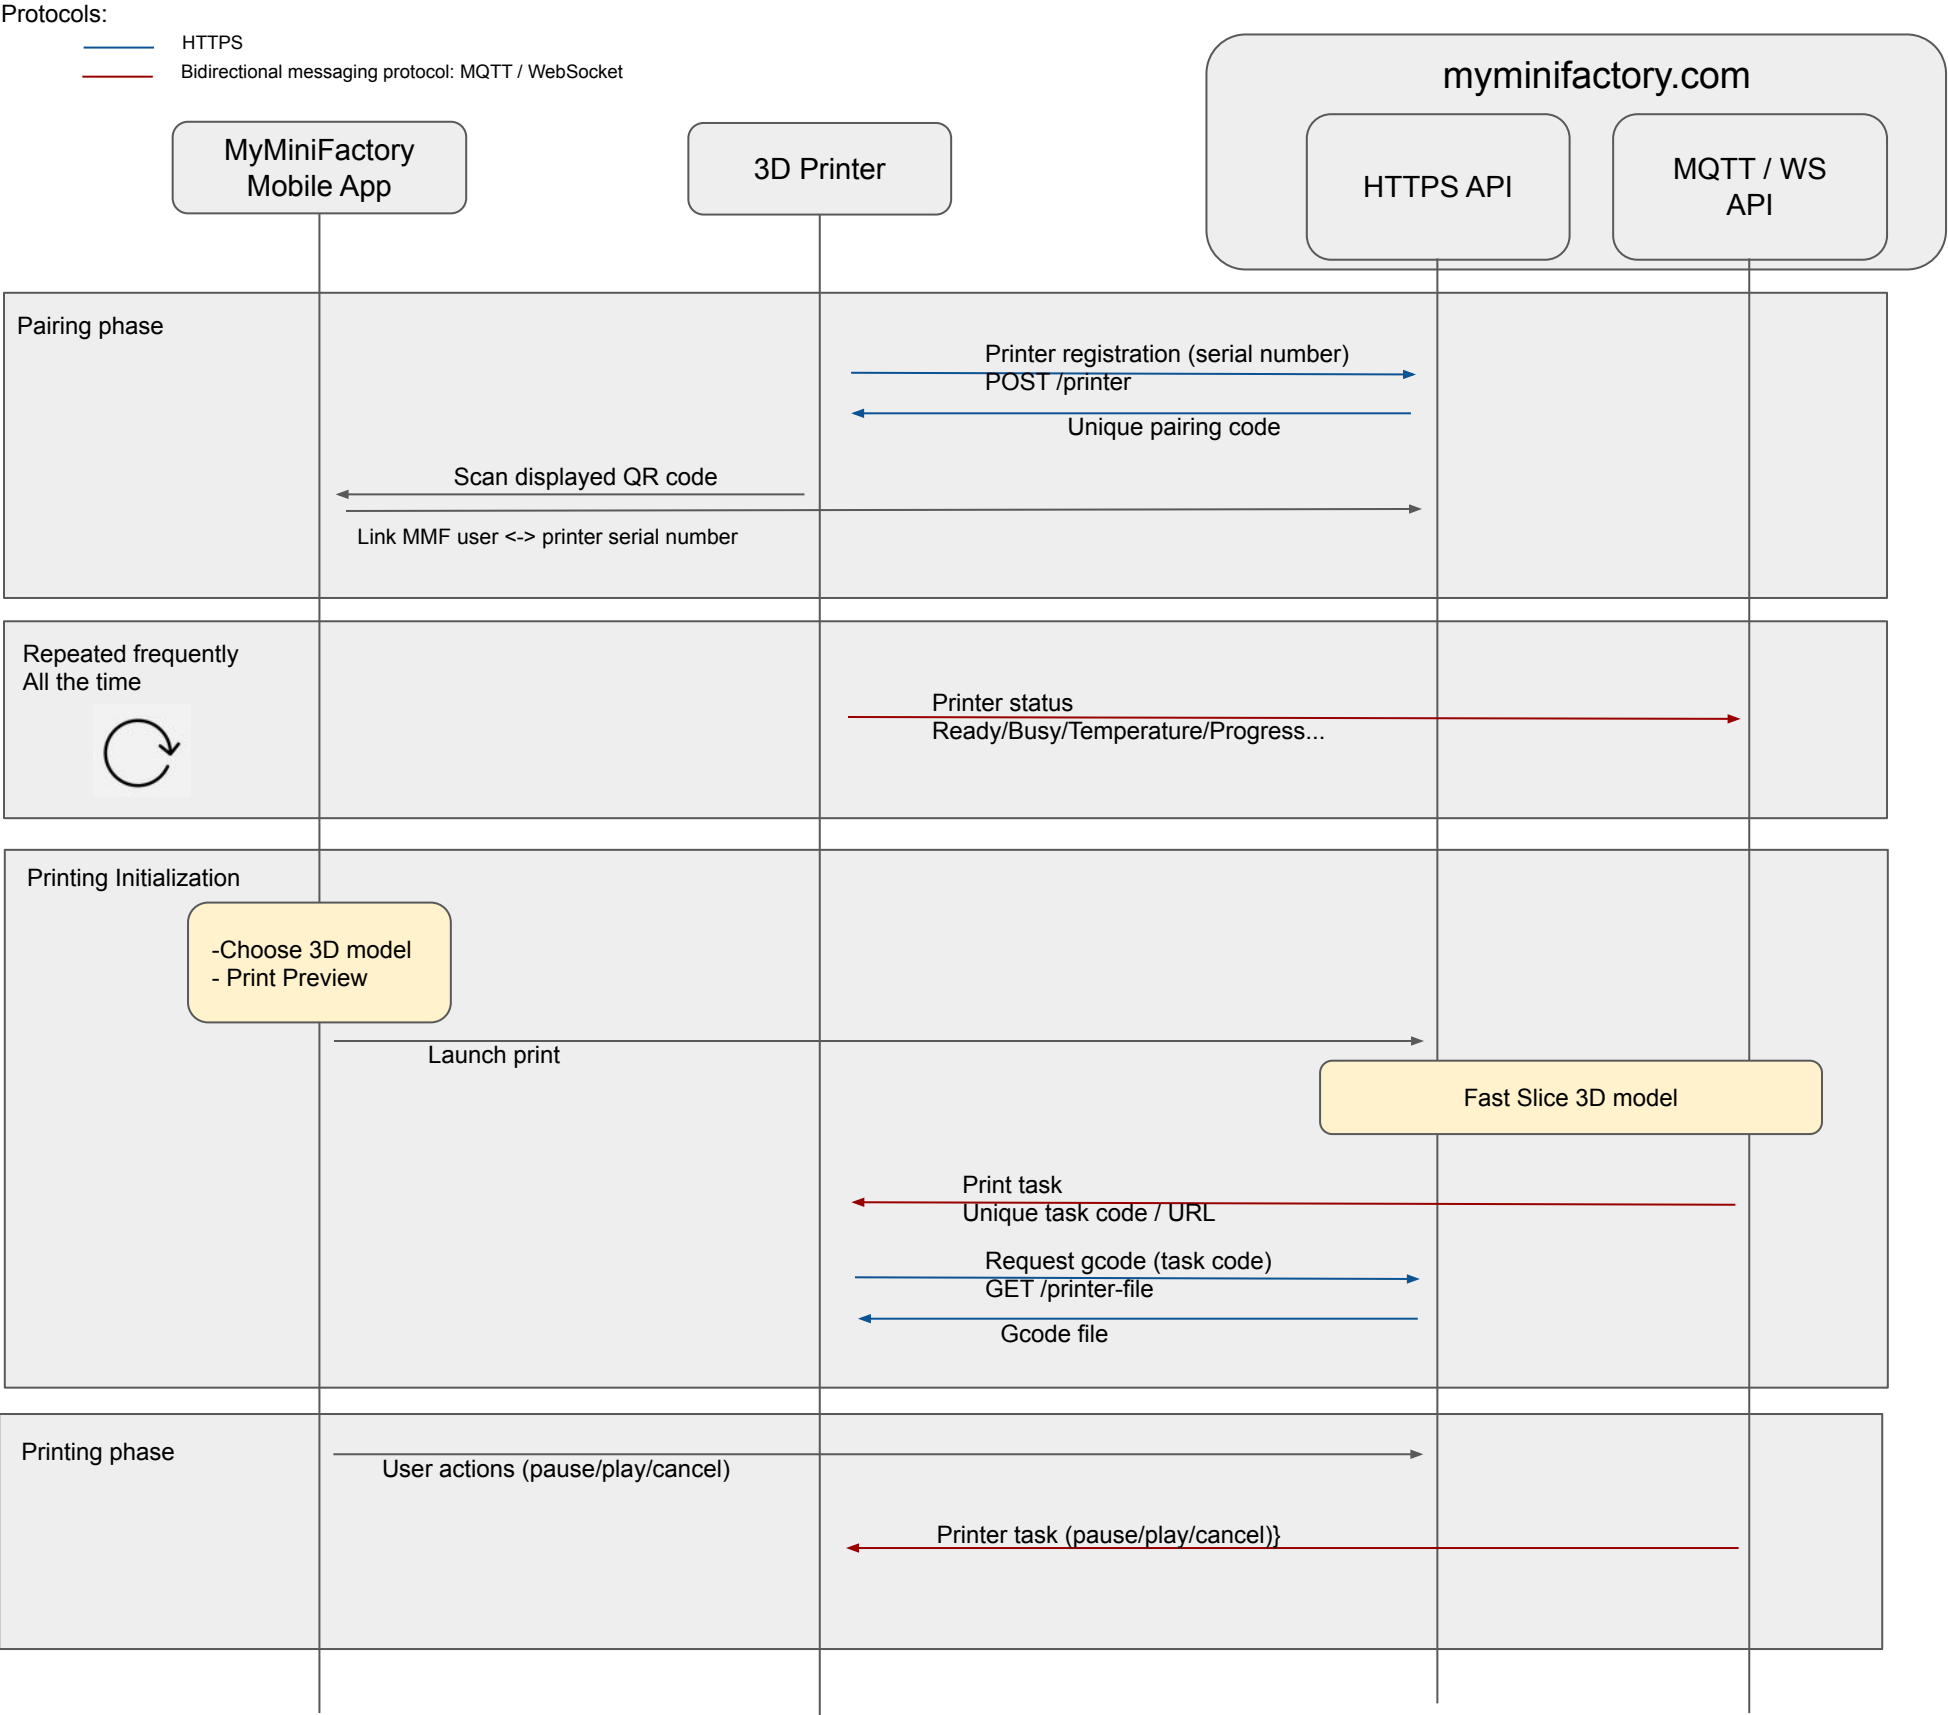 Protocols:
HTTPS
Bidirectional messaging protocol: MQTT / WebSocket
myminifactory.com
MyMiniFactory
Mobile App
3D Printer
HTTPS API
MQTT / WS
API
Pairing phase
Printer registration (serial number)
POST /printer
Unique pairing code
Scan displayed QR code
Link MMF user <-> printer serial number
Repeated frequently
All the time
Printer status
Ready/Busy/Temperature/Progress...
Printing Initialization
-Choose 3D model
- Print Preview
Launch print
Fast Slice 3D model
Print task
Unique task code / URL
Request gcode (task code)
GET /printer-file
Gcode file
Printing phase
User actions (pause/play/cancel)
Printer task (pause/play/cancel)}